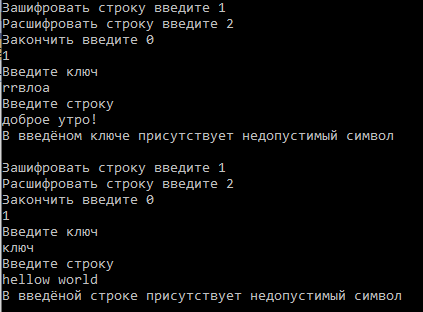 Зашифровать строку введите 1
Расшифровать строку введите 2
Закончить введите 0
1
Введите ключ
rrвлоа
Введите строку
доброе утро!
В введёном ключе присутствует недопустимый символ
Зашифровать строку введите 1
Расшифровать строку введите 2
Закончить введите 0
1
Введите ключ
ключ
Введите строку
hellow world
В введёной строке присутствует недопустимый символ